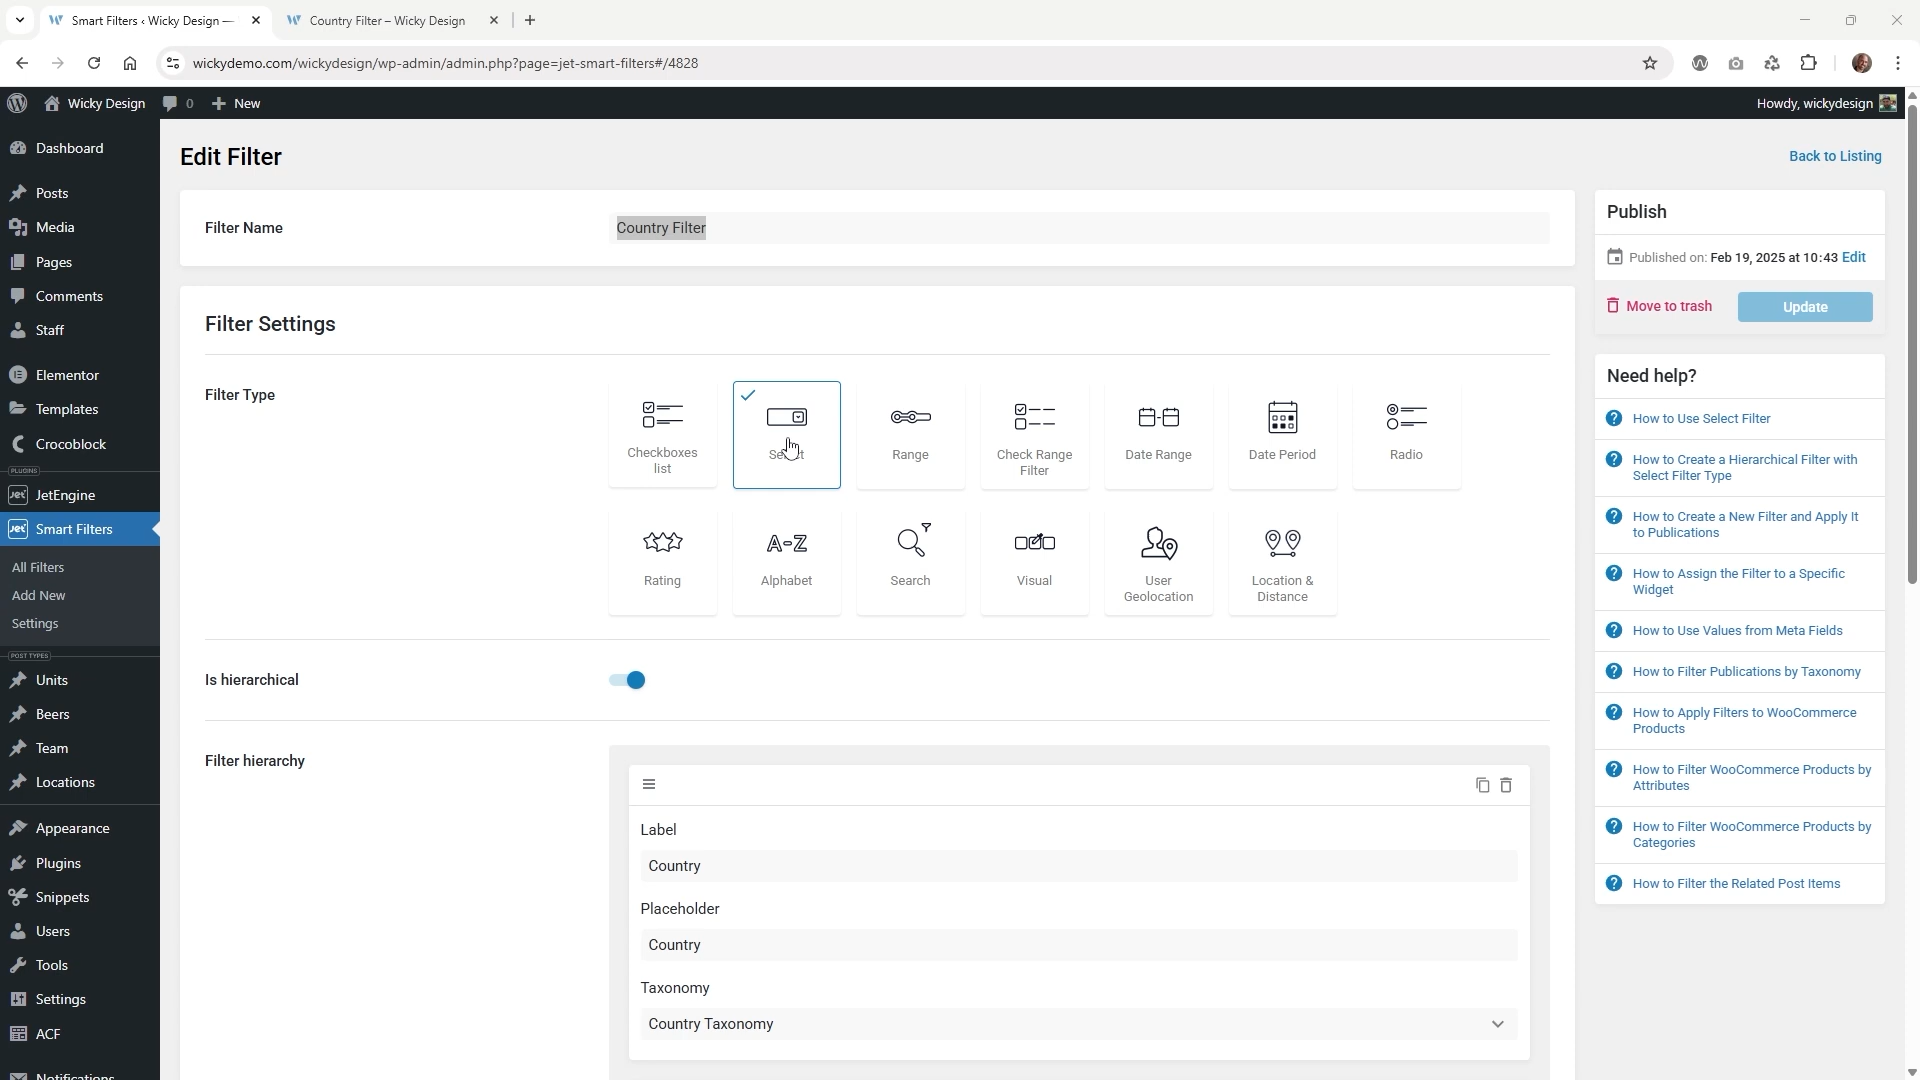 Smart Filters ‹ Wicky Design —
Country Filter – Wicky Design
wickydemo.com/wickydesign/wp-admin/admin.php?page=jet-smart-filters#/4828
Wicky Design
0
New
Howdy, wickydesign
Dashboard
Posts
Media
Pages
Comments
Staff
Elementor
Templates
Crocoblock
PLUGINS
JetEngine
Smart Filters
All Filters
Add New
Settings
POST TYPES
Units
Beers
Team
Locations
Appearance
Plugins
Snippets
Users
Tools
Settings
ACF
Notifications
Edit Filter
Back to Listing
Filter Name
Country Filter
Filter Settings
Filter Type
Checkboxes
list
Select
Range
Check Range
Filter
Date Range
Date Period
Radio
Rating
A-Z
Alphabet
Search
Visual
User
Geolocation
Location &
Distance
Is hierarchical
Filter hierarchy
Label
Country
Placeholder
Country
Taxonomy
Country Taxonomy
Publish
Published on: Feb 19, 2025 at 10:43 Edit
Move to trash
Update
Need help?
How to Use Select Filter
How to Create a Hierarchical Filter with
Select Filter Type
How to Create a New Filter and Apply It
to Publications
How to Assign the Filter to a Specific
Widget
How to Use Values from Meta Fields
How to Filter Publications by Taxonomy
How to Apply Filters to WooCommerce
Products
How to Filter WooCommerce Products by
Attributes
How to Filter WooCommerce Products by
Categories
How to Filter the Related Post Items